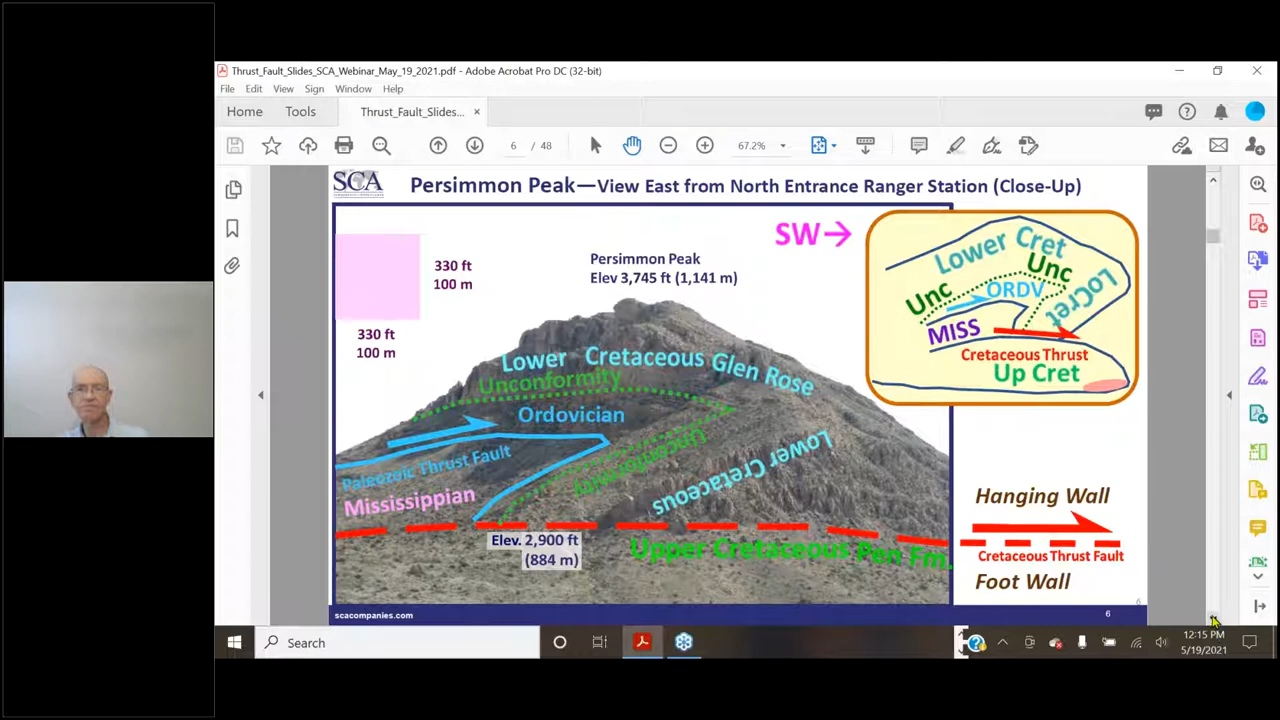 Thrust_Fault_Slides_SCA_Webinar_May_19_2021.pdf - Adobe Acrobat Pro DC (32-bit)
File Edit View Sign Window Help
Home Tools Thrust_Fault_Slides... ×
6 / 48 67.2%
SCA
Persimmon Peak—View East from North Entrance Ranger Station (Close-Up)
330 ft
100 m
330 ft
100 m
SW→
Persimmon Peak
Elev 3,745 ft (1,141 m)
Lower Cretaceous Glen Rose
Unconformity
Ordovician
Paleozoic Thrust Fault
Mississippian
Unconformity
Lower Cretaceous
Elev. 2,900 ft
(884 m)
Upper Cretaceous Pen Fm.
Lower Cret
Unc
Unc
ORDV
LoCret
MISS
Cretaceous Thrust
Up Cret
Hanging Wall
Cretaceous Thrust Fault
Foot Wall
scacompanies.com
6
6
Search
12:15 PM
5/19/2021